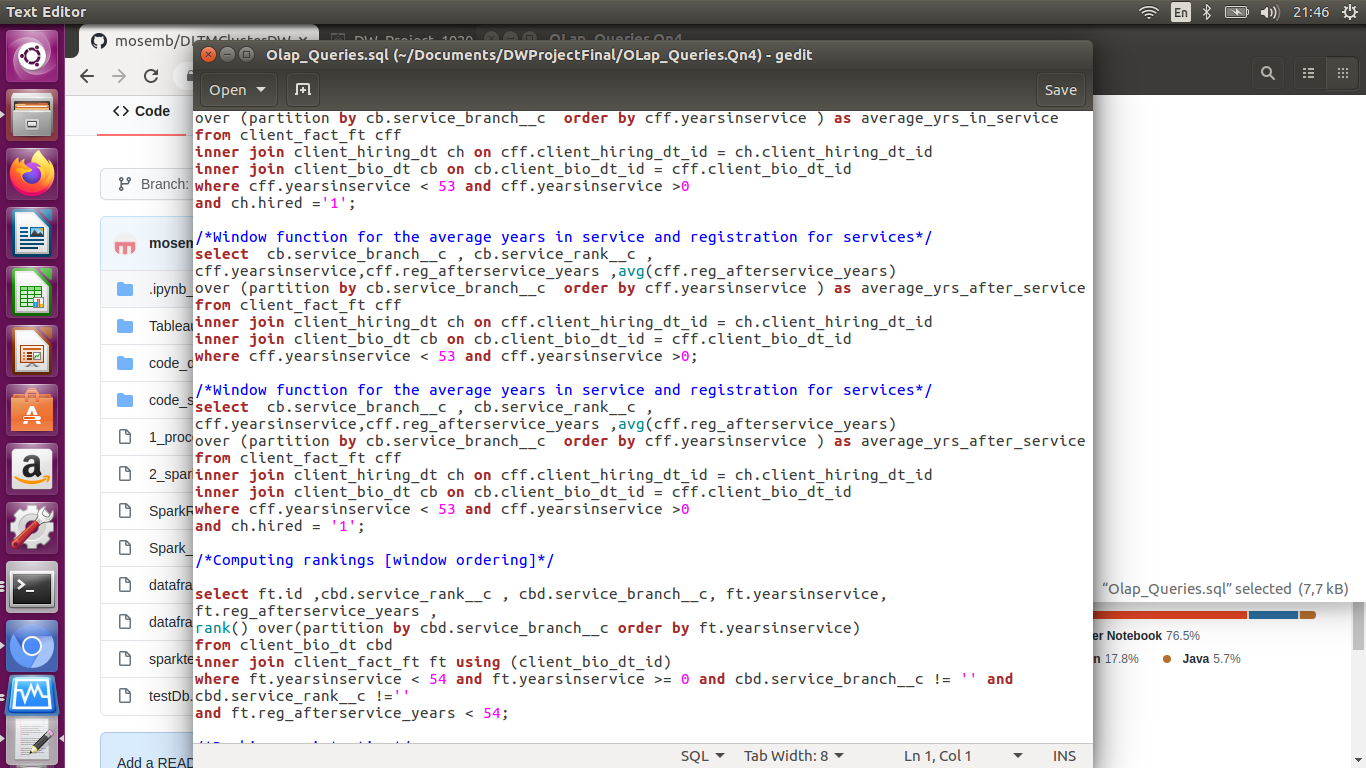 Text Editor
En
21:46
mosemb/DLTMClusterDW
DW_Project_1020
Olap_Queries.Qn4
Olap_Queries.sql (~/Documents/DWProjectFinal/OLap_Queries.Qn4) - gedit
Open
Save
<> Code
Branch:
mosem
.ipynb_
Tableau
code_d
code_s
1_proc
2_spar
SparkR
Spark_
datafra
datafra
sparkte
testDb.
Add a READ
over (partition by cb.service_branch__c  order by cff.yearsinservice ) as average_yrs_in_service
from client_fact_ft cff
inner join client_hiring_dt ch on cff.client_hiring_dt_id = ch.client_hiring_dt_id
inner join client_bio_dt cb on cb.client_bio_dt_id = cff.client_bio_dt_id
where cff.yearsinservice < 53 and cff.yearsinservice >0
and ch.hired ='1';
/*Window function for the average years in service and registration for services*/
select  cb.service_branch__c , cb.service_rank__c ,
cff.yearsinservice,cff.reg_afterservice_years ,avg(cff.reg_afterservice_years)
over (partition by cb.service_branch__c  order by cff.yearsinservice ) as average_yrs_after_service
from client_fact_ft cff
inner join client_hiring_dt ch on cff.client_hiring_dt_id = ch.client_hiring_dt_id
inner join client_bio_dt cb on cb.client_bio_dt_id = cff.client_bio_dt_id
where cff.yearsinservice < 53 and cff.yearsinservice >0;
/*Window function for the average years in service and registration for services*/
select  cb.service_branch__c , cb.service_rank__c ,
cff.yearsinservice,cff.reg_afterservice_years ,avg(cff.reg_afterservice_years)
over (partition by cb.service_branch__c  order by cff.yearsinservice ) as average_yrs_after_service
from client_fact_ft cff
inner join client_hiring_dt ch on cff.client_hiring_dt_id = ch.client_hiring_dt_id
inner join client_bio_dt cb on cb.client_bio_dt_id = cff.client_bio_dt_id
where cff.yearsinservice < 53 and cff.yearsinservice >0
and ch.hired = '1';
/*Computing rankings [window ordering]*/
select ft.id ,cbd.service_rank__c , cbd.service_branch__c, ft.yearsinservice,
ft.reg_afterservice_years ,
rank() over(partition by cbd.service_branch__c order by ft.yearsinservice)
from client_bio_dt cbd
inner join client_fact_ft ft using (client_bio_dt_id)
where ft.yearsinservice < 54 and ft.yearsinservice >= 0 and cbd.service_branch__c != '' and
cbd.service_rank__c !=''
and ft.reg_afterservice_years < 54;
SQL
Tab Width: 8
Ln 1, Col 1
INS
“Olap_Queries.sql” selected (7,7 kB)
er Notebook 76.5%
n 17.8%
Java 5.7%